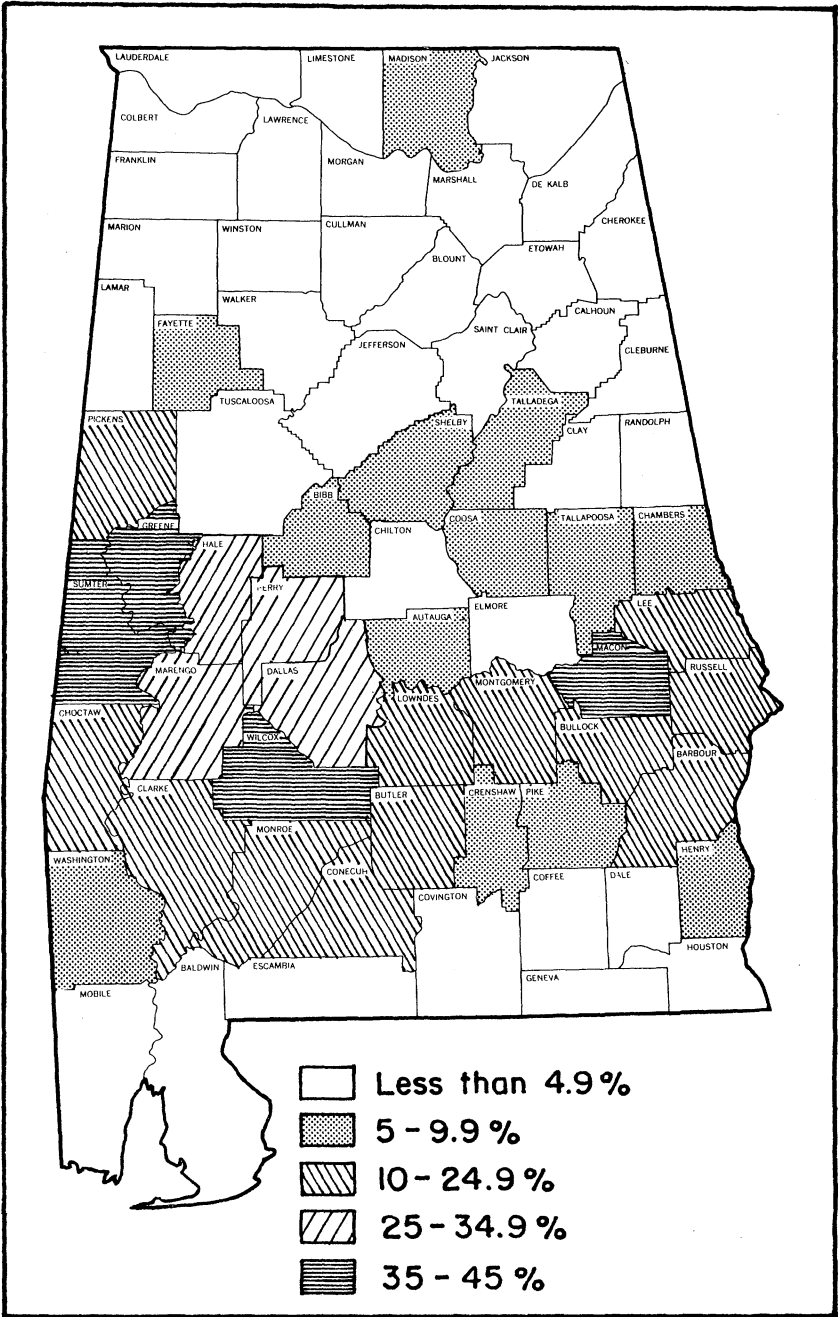 LAUDERDALE
LIMESTONE
MADISON
JACKSON
COLBERT
LAWRENCE
FRANKLIN
MORGAN
MARSHALL
DE KALB
CHEROKEE
MARION
WINSTON
CULLMAN
BLOUNT
ETOWAH
LAMAR
WALKER
FAYETTE
JEFFERSON
SAINT CLAIR
CALHOUN
CLEBURNE
TUSCALOOSA
TALLADEGA
PICKENS
SHELBY
CLAY
RANDOLPH
BIBB
GREENE
HALE
CHILTON
COOSA
TALLAPOOSA
CHAMBERS
SUMTER
PERRY
AUTAUGA
ELMORE
LEE
MACON
MARENGO
DALLAS
RUSSELL
MONTGOMERY
LOWNDES
CHOCTAW
WILCOX
BULLOCK
BARBOUR
CLARKE
BUTLER
CRENSHAW
PIKE
MONROE
HENRY
WASHINGTON
CONECUH
COFFEE
DALE
COVINGTON
HOUSTON
BALDWIN
ESCAMBIA
GENEVA
MOBILE
Less than 4.9%
5-9.9%
10-24.9%
25-34.9%
35-45%